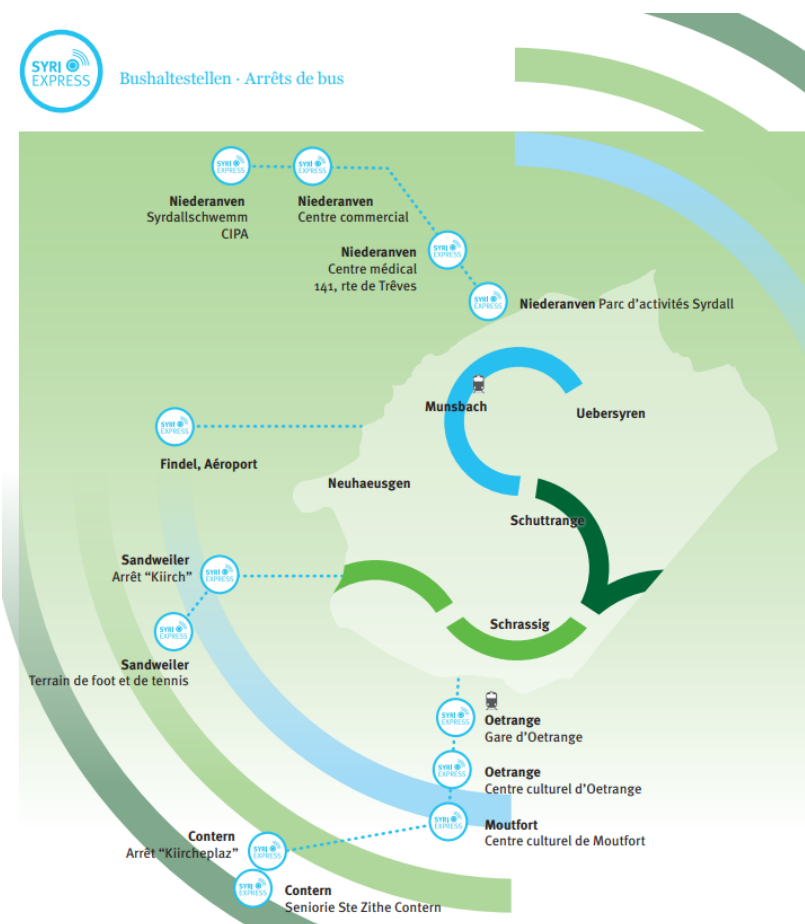 SYRI
EXPRESS
Bushaltestellen · Arrêts de bus
SYRI
EXPRESS
SYRI
EXPRESS
Niederanven
Syrdallschwemm
CIPA
Niederanven
Centre commercial
SYRI
EXPRESS
Niederanven
Centre médical
141, rte de Trêves
SYRI
EXPRESS
Niederanven Parc d’activités Syrdall
Munsbach
Uebersyren
SYRI
EXPRESS
Findel, Aéroport
Neuhaeusgen
Schuttrange
Sandweiler
Arrêt “Kiirch”
SYRI
EXPRESS
Schrassig
SYRI
EXPRESS
Sandweiler
Terrain de foot et de tennis
SYRI
EXPRESS
Oetrange
Gare d’Oetrange
SYRI
EXPRESS
Oetrange
Centre culturel d’Oetrange
SYRI
EXPRESS
Moutfort
Centre culturel de Moutfort
Contern
Arrêt “Kiircheplaz”
SYRI
EXPRESS
SYRI
EXPRESS
Contern
Seniorie Ste Zithe Contern